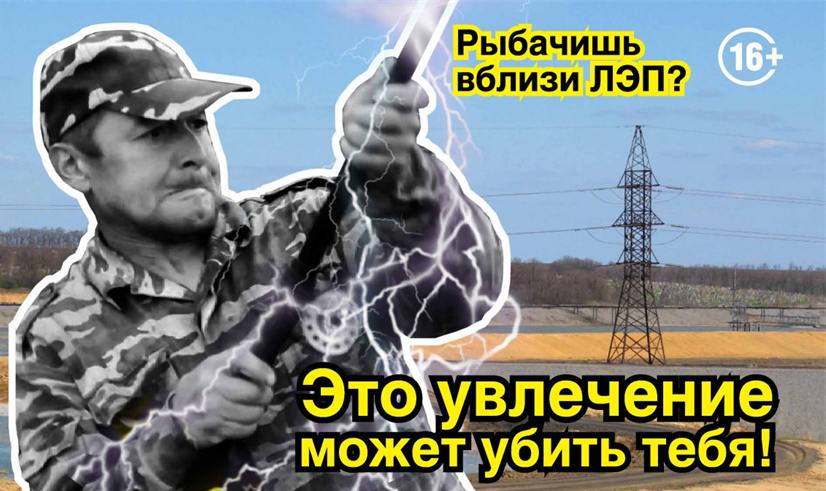 Рыбачишь
вблизи ЛЭП?
16+
Это увлечение
может убить тебя!